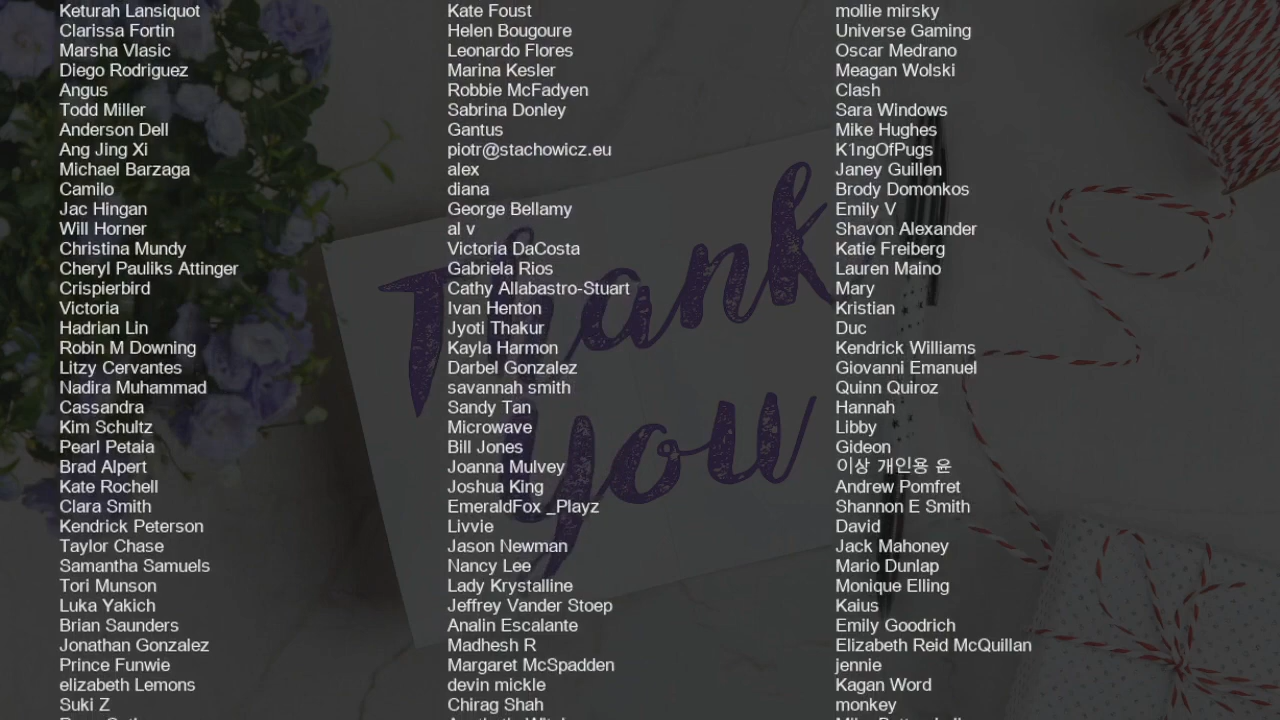 Keturah Lansiquot
Clarissa Fortin
Marsha Vlasic
Diego Rodriguez
Angus
Todd Miller
Anderson Dell
Ang Jing Xi
Michael Barzaga
Camilo
Jac Hingan
Will Horner
Christina Mundy
Cheryl Pauliks Attinger
Crispierbird
Victoria
Hadrian Lin
Robin M Downing
Litzy Cervantes
Nadira Muhammad
Cassandra
Kim Schultz
Pearl Petaia
Brad Alpert
Kate Rochell
Clara Smith
Kendrick Peterson
Taylor Chase
Samantha Samuels
Tori Munson
Luka Yakich
Brian Saunders
Jonathan Gonzalez
Prince Funwie
elizabeth Lemons
Suki Z
Kate Foust
Helen Bougoure
Leonardo Flores
Marina Kesler
Robbie McFadyen
Sabrina Donley
Gantus
piotr@stachowicz.eu
alex
diana
George Bellamy
al v
Victoria DaCosta
Gabriela Rios
Cathy Allabastro-Stuart
Ivan Henton
Jyoti Thakur
Kayla Harmon
Darbel Gonzalez
savannah smith
Sandy Tan
Microwave
Bill Jones
Joanna Mulvey
Joshua King
EmeraldFox _Playz
Livvie
Jason Newman
Nancy Lee
Lady Krystalline
Jeffrey Vander Stoep
Analin Escalante
Madhesh R
Margaret McSpadden
devin mickle
Chirag Shah
mollie mirsky
Universe Gaming
Oscar Medrano
Meagan Wolski
Clash
Sara Windows
Mike Hughes
K1ngOfPugs
Janey Guillen
Brody Domonkos
Emily V
Shavon Alexander
Katie Freiberg
Lauren Maino
Mary
Kristian
Duc
Kendrick Williams
Giovanni Emanuel
Quinn Quiroz
Hannah
Libby
Gideon
이상 개인용 윤
Andrew Pomfret
Shannon E Smith
David
Jack Mahoney
Mario Dunlap
Monique Elling
Kaius
Emily Goodrich
Elizabeth Reid McQuillan
jennie
Kagan Word
monkey
Thank
you